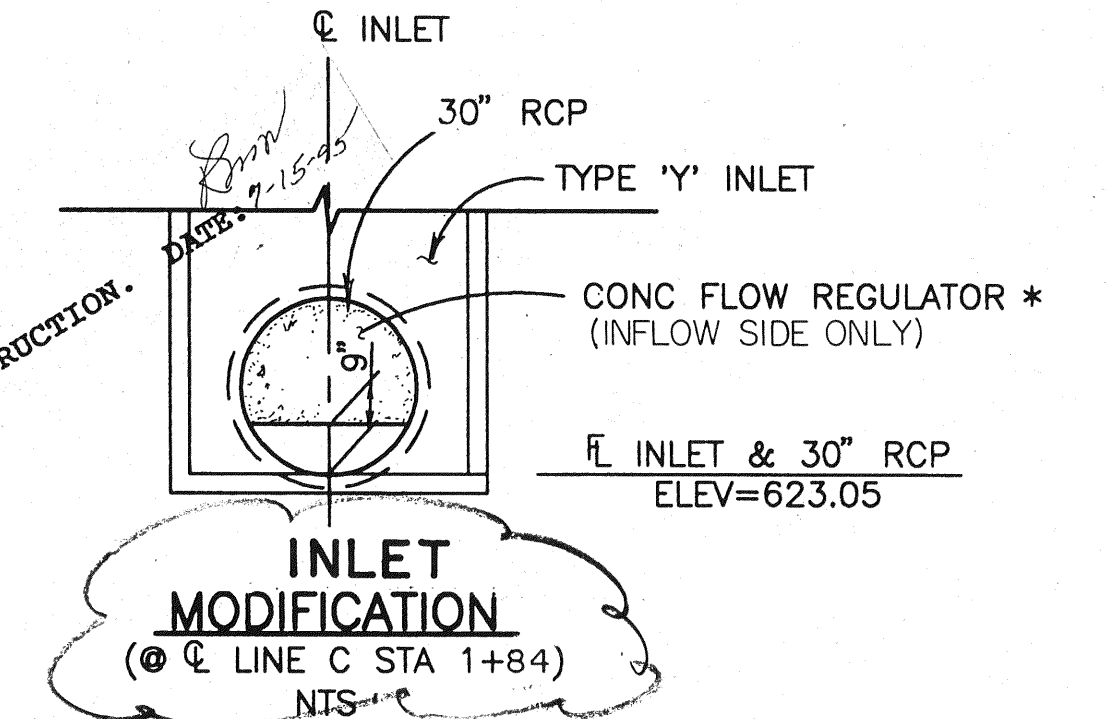 ℄ INLET
30" RCP
TYPE 'Y' INLET
7-15-95
DATE:
RUCTION.
CONC FLOW REGULATOR *
(INFLOW SIDE ONLY)
9"
FL INLET & 30" RCP
ELEV=623.05
INLET
MODIFICATION
(@ ℄ LINE C STA 1+84)
NTS